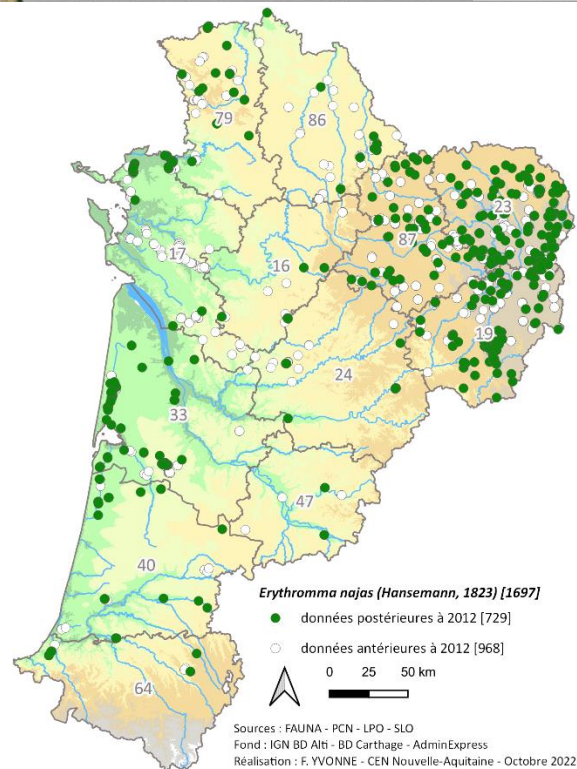 79
86
23
87
17
16
19
24
33
47
40
64
Erythromma najas (Hansemann, 1823) [1697]
données postérieures à 2012 [729]
données antérieures à 2012 [968]
0 25 50 km
Sources : FAUNA - PCN - LPO - SLO
Fond : IGN BD Alti - BD Carthage - AdminExpress
Réalisation : F. YVONNE - CEN Nouvelle-Aquitaine - Octobre 2022